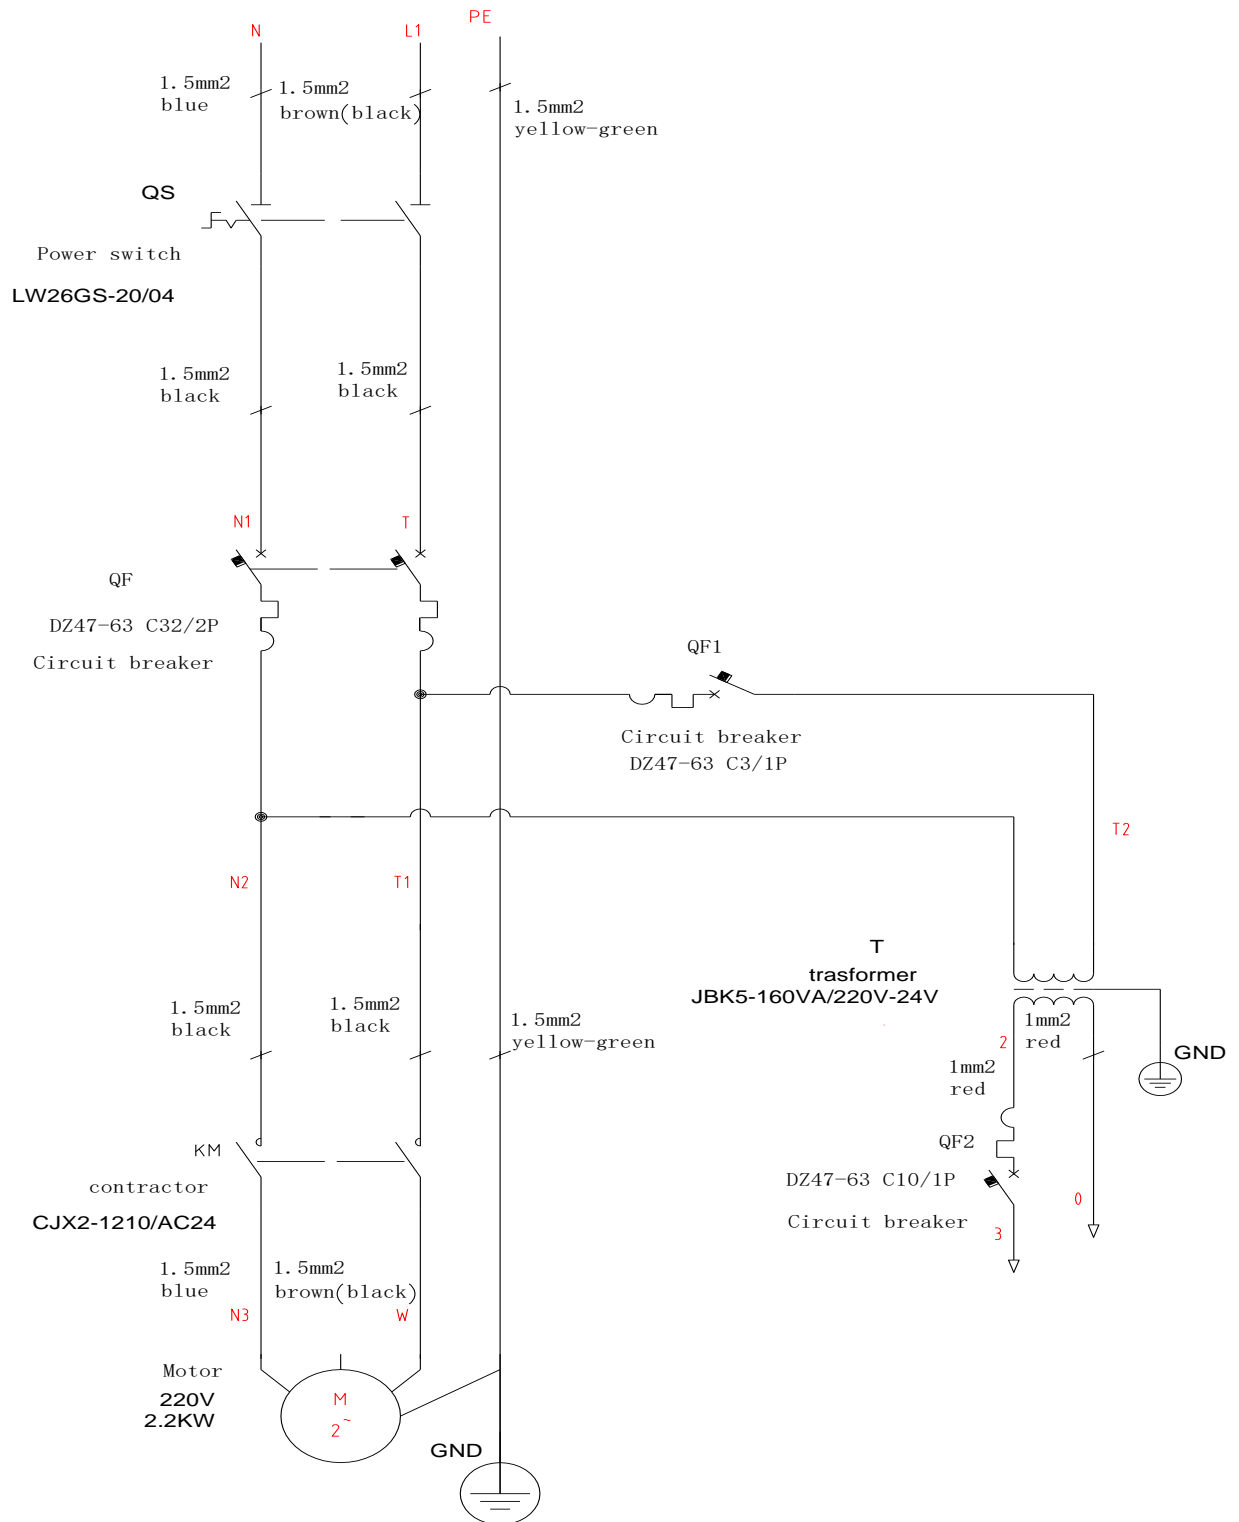 N
L1
PE
1.5mm2
blue
1.5mm2
brown(black)
1.5mm2
yellow-green
QS
Power switch
LW26GS-20/04
1.5mm2
black
1.5mm2
black
N1
T
QF
DZ47-63 C32/2P
Circuit breaker
QF1
Circuit breaker
DZ47-63 C3/1P
T2
N2
T1
T
trasformer
JBK5-160VA/220V-24V
1.5mm2
black
1.5mm2
black
1.5mm2
yellow-green
2
1mm2
red
GND
1mm2
red
KM
contractor
CJX2-1210/AC24
QF2
DZ47-63 C10/1P
Circuit breaker
0
3
1.5mm2
blue
1.5mm2
brown(black)
N3
W
Motor
220V
2.2KW
M
2~
GND